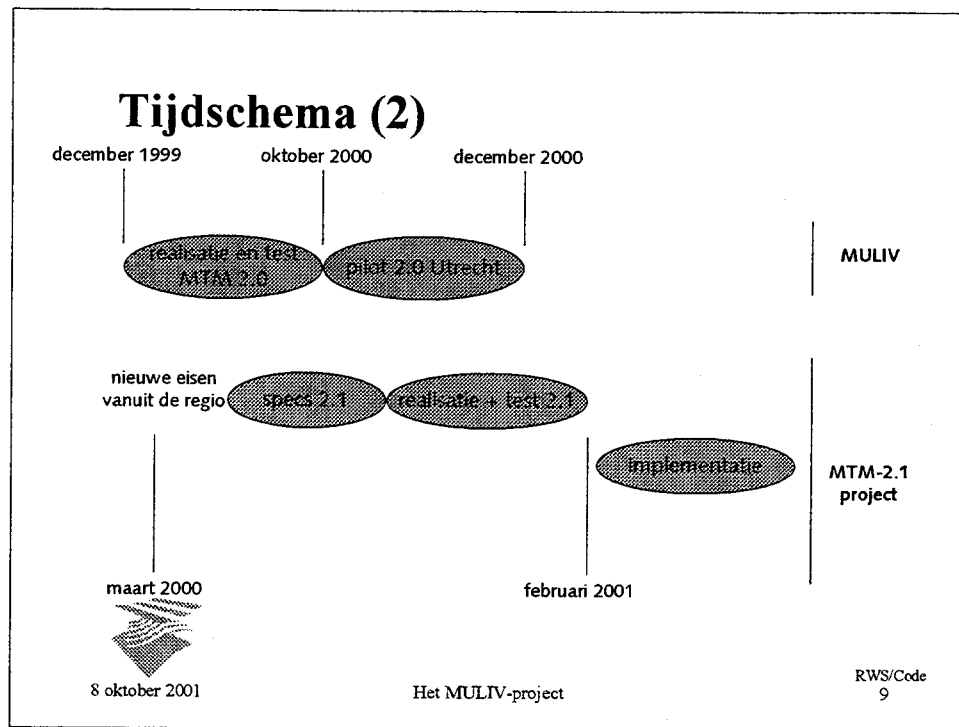 Tijdschema (2)
december 1999
oktober 2000
december 2000
realisatie en test
MTM 2.0
pilot 2.0 Utrecht
MULIV
nieuwe eisen
vanuit de regio
specs 2.1
realisatie + test 2.1
implementatie
MTM-2.1
project
maart 2000
februari 2001
8 oktober 2001
Het MULIV-project
RWS/Code
9